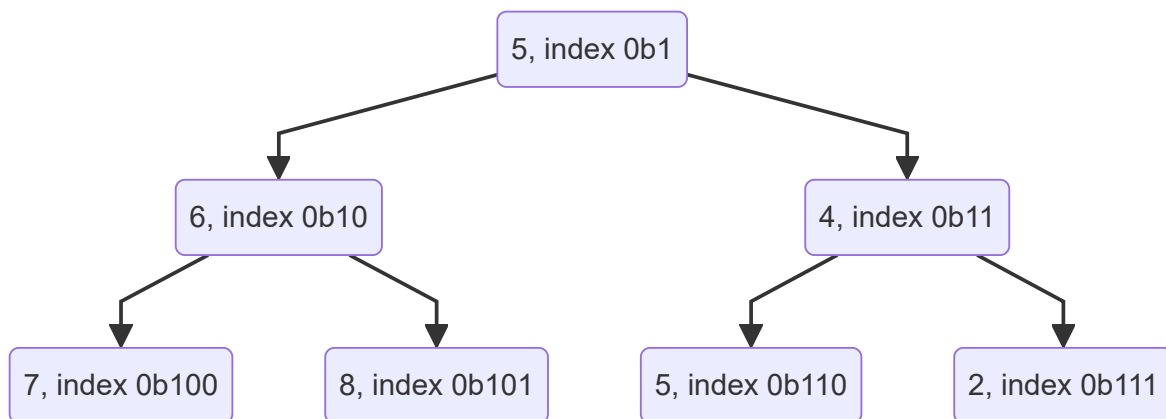 5, index 0b1
6, index 0b10
4, index 0b11
7, index 0b100
8, index 0b101
5, index 0b110
2, index 0b111